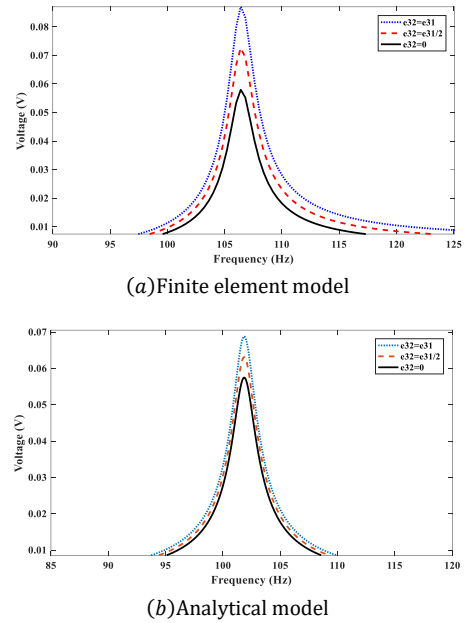 0.08
0.07
0.06
0.05
0.04
0.03
0.02
0.01
Voltage (V)
e32=e31
e32=e31/2
e32=0
90 95 100 105 110 115 120 125
Frequency (Hz)
(a)Finite element model
0.07
0.06
0.05
0.04
0.03
0.02
0.01
Voltage (V)
e32=e31
e32=e31/2
e32=0
85 90 95 100 105 110 115 120
Frequency (Hz)
(b)Analytical model